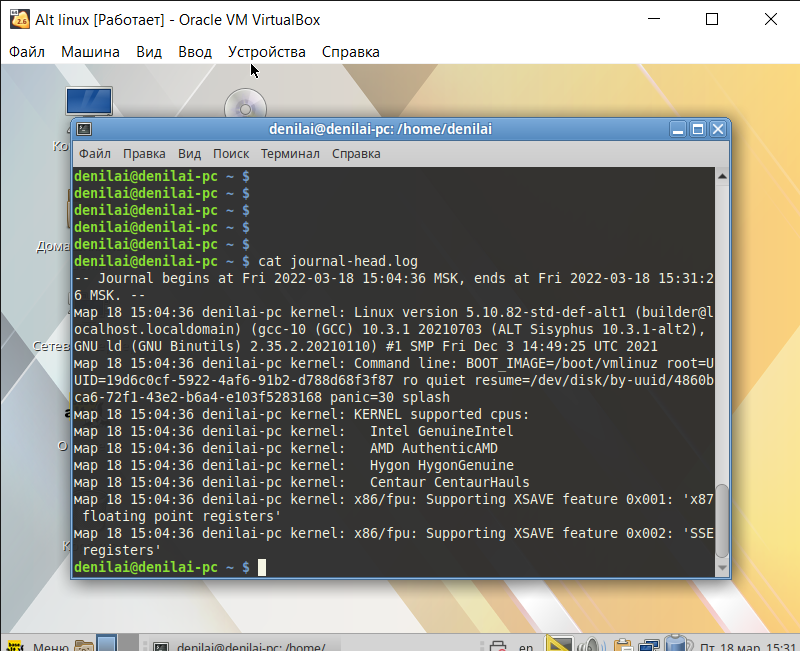 Alt linux [Работает] - Oracle VM VirtualBox
Файл Машина Вид Ввод Устройства Справка
denilai@denilai-pc: /home/denilai
Файл Правка Вид Поиск Терминал Справка
denilai@denilai-pc ~ $
denilai@denilai-pc ~ $
denilai@denilai-pc ~ $
denilai@denilai-pc ~ $
denilai@denilai-pc ~ $
denilai@denilai-pc ~ $ cat journal-head.log
-- Journal begins at Fri 2022-03-18 15:04:36 MSK, ends at Fri 2022-03-18 15:31:2
6 MSK. --
мар 18 15:04:36 denilai-pc kernel: Linux version 5.10.82-std-def-alt1 (builder@l
ocalhost.localdomain) (gcc-10 (GCC) 10.3.1 20210703 (ALT Sisyphus 10.3.1-alt2),
GNU ld (GNU Binutils) 2.35.2.20210110) #1 SMP Fri Dec 3 14:49:25 UTC 2021
мар 18 15:04:36 denilai-pc kernel: Command line: BOOT_IMAGE=/boot/vmlinuz root=U
UID=19d6c0cf-5922-4af6-91b2-d788d68f3f87 ro quiet resume=/dev/disk/by-uuid/4860b
ca6-72f1-43e2-b6a4-e103f5283168 panic=30 splash
мар 18 15:04:36 denilai-pc kernel: KERNEL supported cpus:
мар 18 15:04:36 denilai-pc kernel:   Intel GenuineIntel
мар 18 15:04:36 denilai-pc kernel:   AMD AuthenticAMD
мар 18 15:04:36 denilai-pc kernel:   Hygon HygonGenuine
мар 18 15:04:36 denilai-pc kernel:   Centaur CentaurHauls
мар 18 15:04:36 denilai-pc kernel: x86/fpu: Supporting XSAVE feature 0x001: 'x87
 floating point registers'
мар 18 15:04:36 denilai-pc kernel: x86/fpu: Supporting XSAVE feature 0x002: 'SSE
 registers'
denilai@denilai-pc ~ $
Ко
Дома
Сетев
О
К
Меню denilai@denilai-pc: /home/ en Пт, 18 мар, 15:31